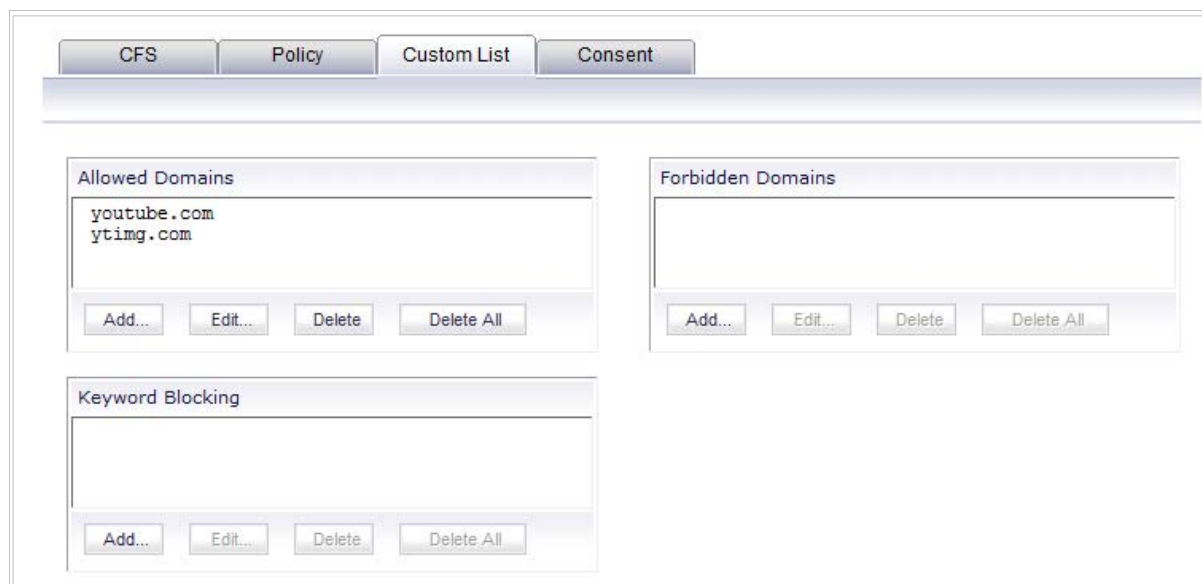 CFS Policy Custom List Consent
Allowed Domains
youtube.com
ytimg.com
Add... Edit... Delete Delete All
Forbidden Domains
Add... Edit... Delete Delete All
Keyword Blocking
Add... Edit... Delete Delete All